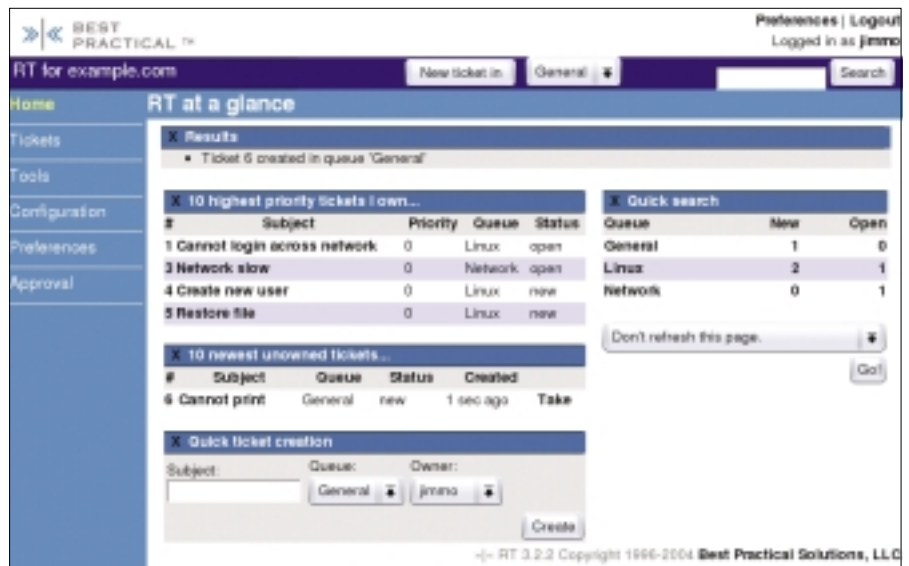 BEST PRACTICAL ™
Preferences | Logout
Logged in as jimmo
RT for example.com
New ticket in
General
Search
Home
Tickets
Tools
Configuration
Preferences
Approval
RT at a glance
X Results
• Ticket 6 created in queue 'General'
X 10 highest priority tickets I own...
# Subject Priority Queue Status
1 Cannot login across network 0 Linux open
3 Network slow 0 Network open
4 Create new user 0 Linux new
5 Restore file 0 Linux new
X 10 newest unowned tickets...
# Subject Queue Status Created
6 Cannot print General new 1 sec ago Take
X Quick ticket creation
Subject: Queue: Owner:
General jimmo
Create
X Quick search
Queue New Open
General 1 0
Linux 2 1
Network 0 1
Don't refresh this page.
Go!
-|- RT 3.2.2 Copyright 1996-2004 Best Practical Solutions, LLC